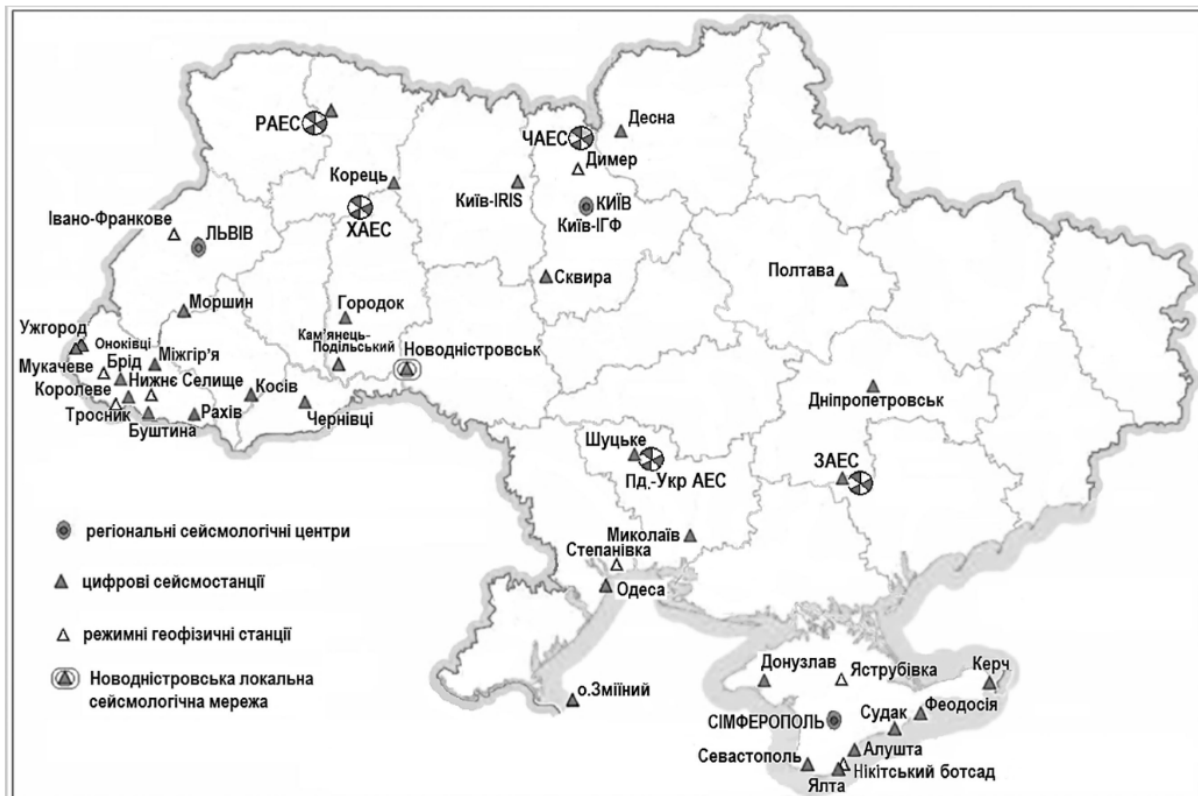 РАЕС
ЧАЕС
Десна
Димер
Корець
Київ-IRIS
КИЇВ
Київ-ІГФ
Івано-Франкове
ЛЬВІВ
ХАЕС
Сквира
Полтава
Моршин
Городок
Ужгород
Оноківці
Кам'янець-
Подільський
Новодністровськ
Мукачеве
Брід
Міжгір'я
Королеве
Нижнє Селище
Косів
Тросник
Буштина
Рахів
Чернівці
Дніпропетровськ
Шуцьке
Пд.-Укр АЕС
ЗАЕС
Миколаїв
Степанівка
Одеса
о.Зміїний
Донузлав
Яструбівка
Керч
СІМФЕРОПОЛЬ
Судак
Феодосія
Севастополь
Алушта
Нікітський ботсад
Ялта
регіональні сейсмологічні центри
цифрові сейсмостанції
режимні геофізичні станції
Новодністровська локальна
сейсмологічна мережа